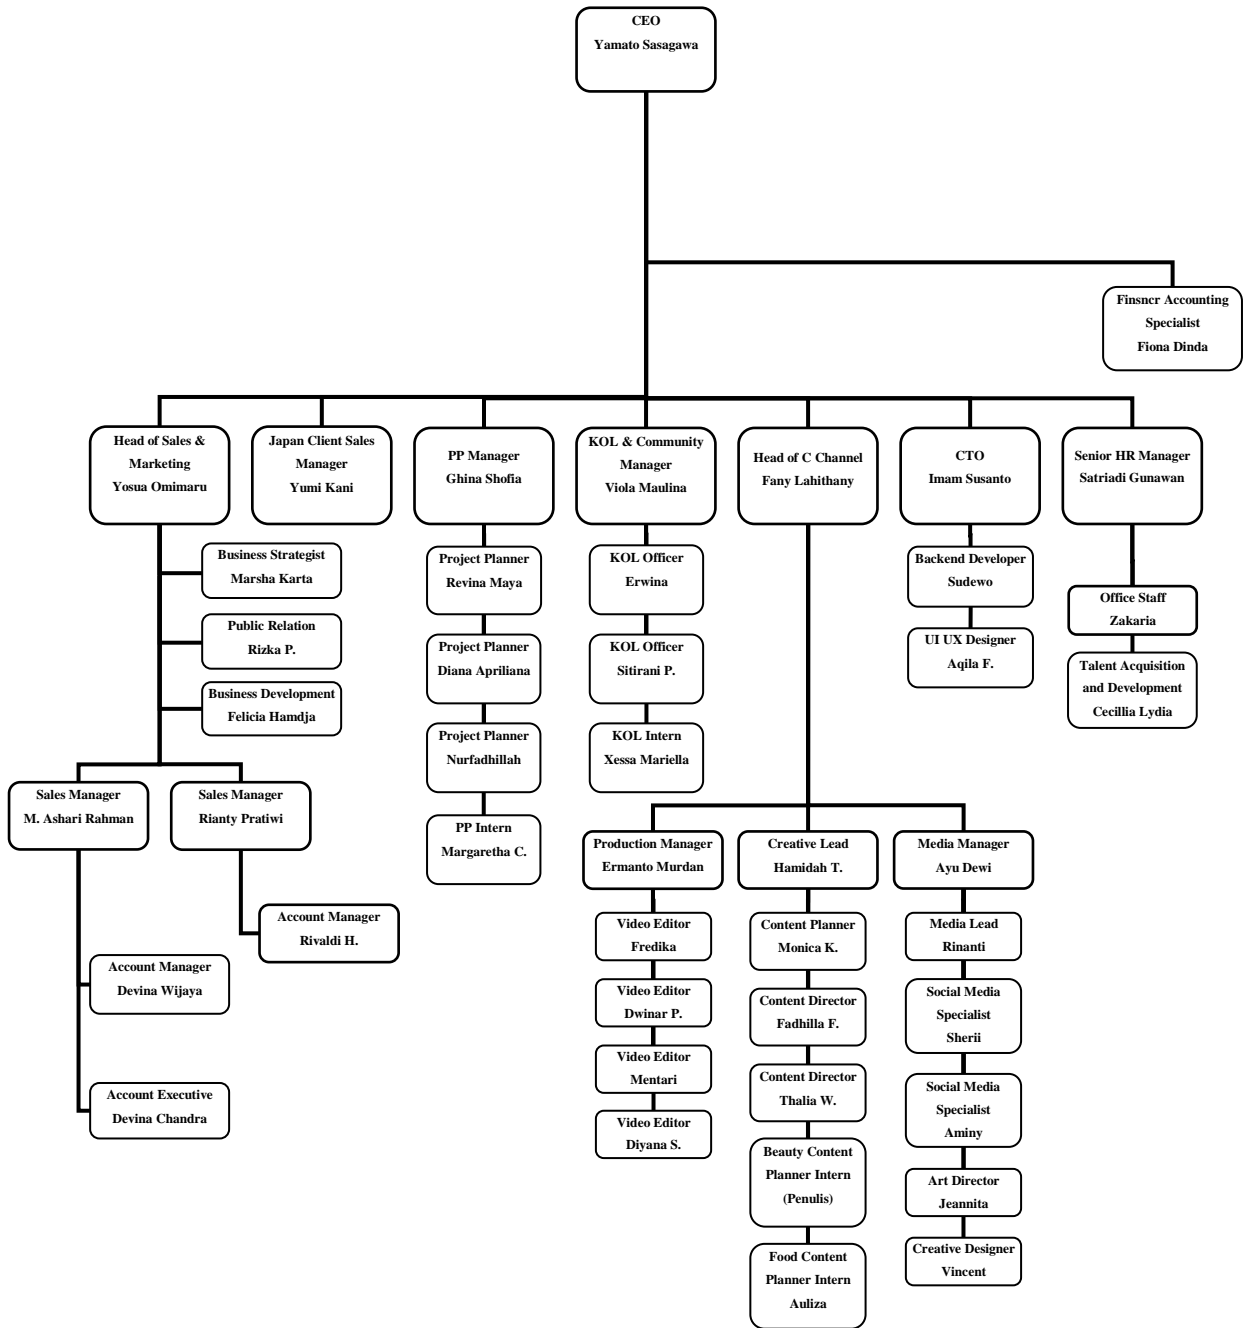 CEO
Yamato Sasagawa
Finsncr Accounting
Specialist
Fiona Dinda
Head of Sales &
Marketing
Yosua Omimaru
Japan Client Sales
Manager
Yumi Kani
PP Manager
Ghina Shofia
KOL & Community
Manager
Viola Maulina
Head of C Channel
Fany Lahithany
CTO
Imam Susanto
Senior HR Manager
Satriadi Gunawan
Business Strategist
Marsha Karta
Public Relation
Rizka P.
Business Development
Felicia Hamdja
Sales Manager
M. Ashari Rahman
Sales Manager
Rianty Pratiwi
Account Manager
Rivaldi H.
Account Manager
Devina Wijaya
Account Executive
Devina Chandra
Project Planner
Revina Maya
Project Planner
Diana Apriliana
Project Planner
Nurfadhillah
PP Intern
Margaretha C.
KOL Officer
Erwina
KOL Officer
Sitirani P.
KOL Intern
Xessa Mariella
Production Manager
Ermanto Murdan
Video Editor
Fredika
Video Editor
Dwinar P.
Video Editor
Mentari
Video Editor
Diyana S.
Creative Lead
Hamidah T.
Content Planner
Monica K.
Content Director
Fadhilla F.
Content Director
Thalia W.
Beauty Content
Planner Intern
(Penulis)
Food Content
Planner Intern
Auliza
Media Manager
Ayu Dewi
Media Lead
Rinanti
Social Media
Specialist
Sherii
Social Media
Specialist
Aminy
Art Director
Jeannita
Creative Designer
Vincent
Backend Developer
Sudewo
UI UX Designer
Aqila F.
Office Staff
Zakaria
Talent Acquisition
and Development
Cecillia Lydia